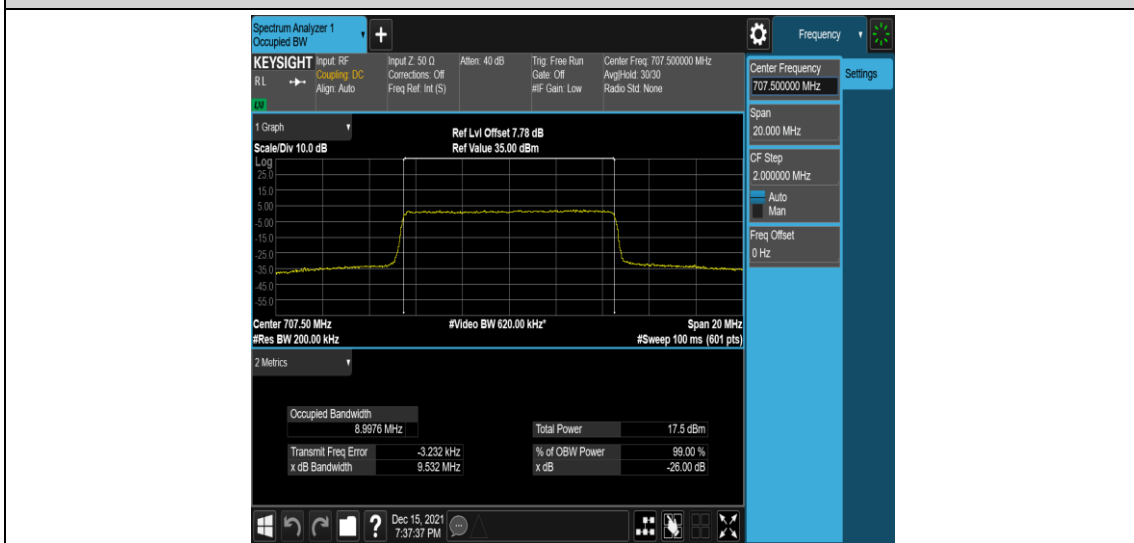 Spectrum Analyzer 1
Occupied BW
+
Frequency
KEYSIGHT
RL
LXI
Input: RF
Coupling: DC
Align: Auto
Input Z: 50 Ω
Corrections: Off
Freq Ref: Int (S)
Atten: 40 dB
Trig: Free Run
Gate: Off
#IF Gain: Low
Center Freq: 707.500000 MHz
Avg|Hold: 30/30
Radio Std: None
Center Frequency
707.500000 MHz
Settings
Span
20.000 MHz
CF Step
2.000000 MHz
Auto
Man
Freq Offset
0 Hz
1 Graph
Ref Lvl Offset 7.78 dB
Scale/Div 10.0 dB
Ref Value 35.00 dBm
Log
25.0
15.0
5.00
-5.00
-15.0
-25.0
-35.0
-45.0
-55.0
Center 707.50 MHz
#Video BW 620.00 kHz*
Span 20 MHz
#Res BW 200.00 kHz
#Sweep 100 ms (601 pts)
2 Metrics
Occupied Bandwidth
8.9976 MHz
Total Power 17.5 dBm
Transmit Freq Error -3.232 kHz
% of OBW Power 99.00 %
x dB Bandwidth 9.532 MHz
x dB -26.00 dB
?
Dec 15, 2021
7:37:37 PM